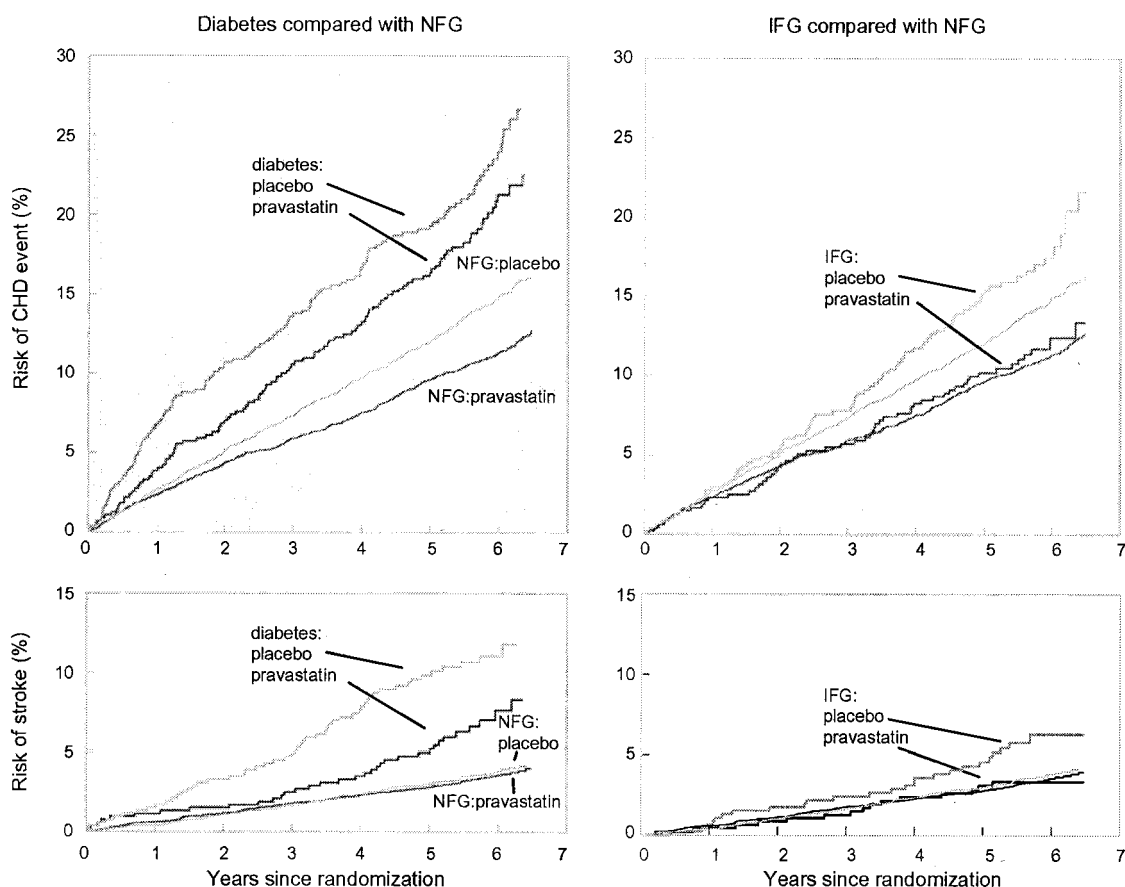 Diabetes compared with NFG
IFG compared with NFG
Risk of CHD event (%)
30
25
20
15
10
5
0
diabetes:
placebo
pravastatin
NFG:placebo
NFG:pravastatin
0 1 2 3 4 5 6 7
30
25
20
15
10
5
0
IFG:
placebo
pravastatin
0 1 2 3 4 5 6 7
Risk of stroke (%)
15
10
5
0
diabetes:
placebo
pravastatin
NFG:
placebo
NFG:pravastatin
0 1 2 3 4 5 6 7
Years since randomization
15
10
5
0
IFG:
placebo
pravastatin
0 1 2 3 4 5 6 7
Years since randomization